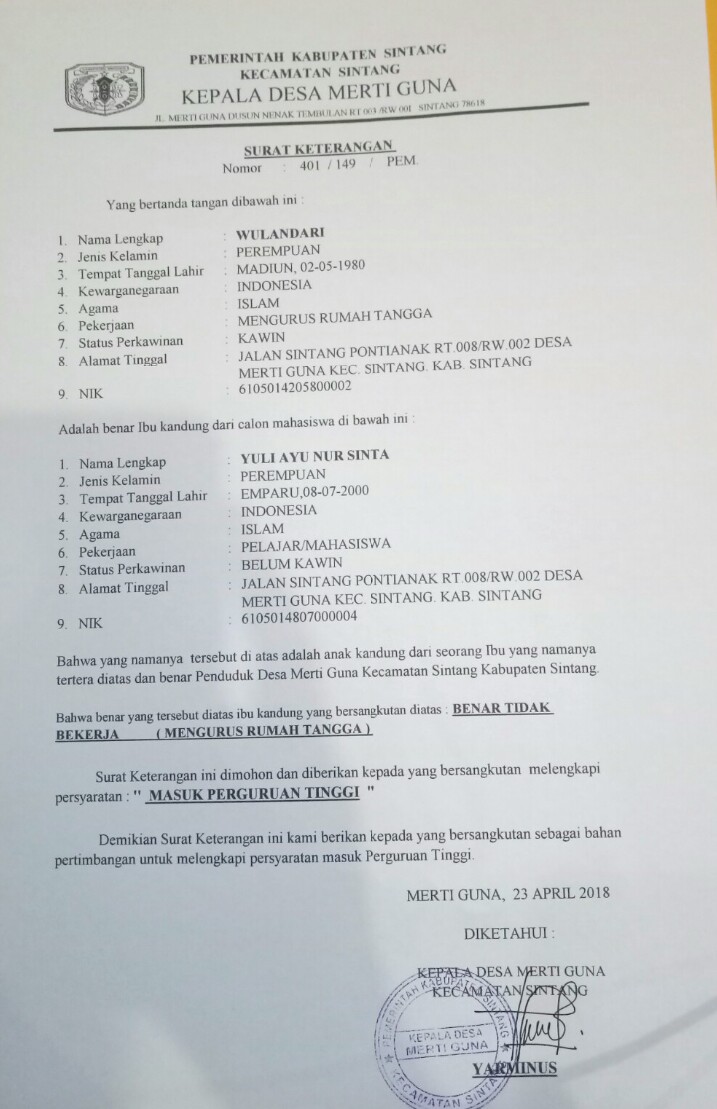 PEMERINTAH KABUPATEN SINTANG
KECAMATAN SINTANG
KEPALA DESA MERTI GUNA
JL. MERTI GUNA DUSUN NENAK TEMBULAN RT 003 /RW 001 SINTANG 78618
SURAT KETERANGAN
Nomor : 401 / 149 / PEM.
Yang bertanda tangan dibawah ini :
1. Nama Lengkap : WULANDARI
2. Jenis Kelamin : PEREMPUAN
3. Tempat Tanggal Lahir : MADIUN, 02-05-1980
4. Kewarganegaraan : INDONESIA
5. Agama : ISLAM
6. Pekerjaan : MENGURUS RUMAH TANGGA
7. Status Perkawinan : KAWIN
8. Alamat Tinggal : JALAN SINTANG PONTIANAK RT.008/RW.002 DESA
MERTI GUNA KEC. SINTANG. KAB. SINTANG
9. NIK : 6105014205800002
Adalah benar Ibu kandung dari calon mahasiswa di bawah ini :
1. Nama Lengkap : YULI AYU NUR SINTA
2. Jenis Kelamin : PEREMPUAN
3. Tempat Tanggal Lahir : EMPARU,08-07-2000
4. Kewarganegaraan : INDONESIA
5. Agama : ISLAM
6. Pekerjaan : PELAJAR/MAHASISWA
7. Status Perkawinan : BELUM KAWIN
8. Alamat Tinggal : JALAN SINTANG PONTIANAK RT.008/RW.002 DESA
MERTI GUNA KEC. SINTANG. KAB. SINTANG
9. NIK : 6105014807000004
Bahwa yang namanya tersebut di atas adalah anak kandung dari seorang Ibu yang namanya
tertera diatas dan benar Penduduk Desa Merti Guna Kecamatan Sintang Kabupaten Sintang.
Bahwa benar yang tersebut diatas ibu kandung yang bersangkutan diatas : BENAR TIDAK
BEKERJA ( MENGURUS RUMAH TANGGA )
Surat Keterangan ini dimohon dan diberikan kepada yang bersangkutan melengkapi
persyaratan : " MASUK PERGURUAN TINGGI "
Demikian Surat Keterangan ini kami berikan kepada yang bersangkutan sebagai bahan
pertimbangan untuk melengkapi persyaratan masuk Perguruan Tinggi.
MERTI GUNA, 23 APRIL 2018
DIKETAHUI :
KEPALA DESA MERTI GUNA
KECAMATAN SINTANG
PEMERINTAH KABUPATEN SINTANG
KEPALA DESA
MERTI GUNA
KECAMATAN SINTANG
YARMINUS